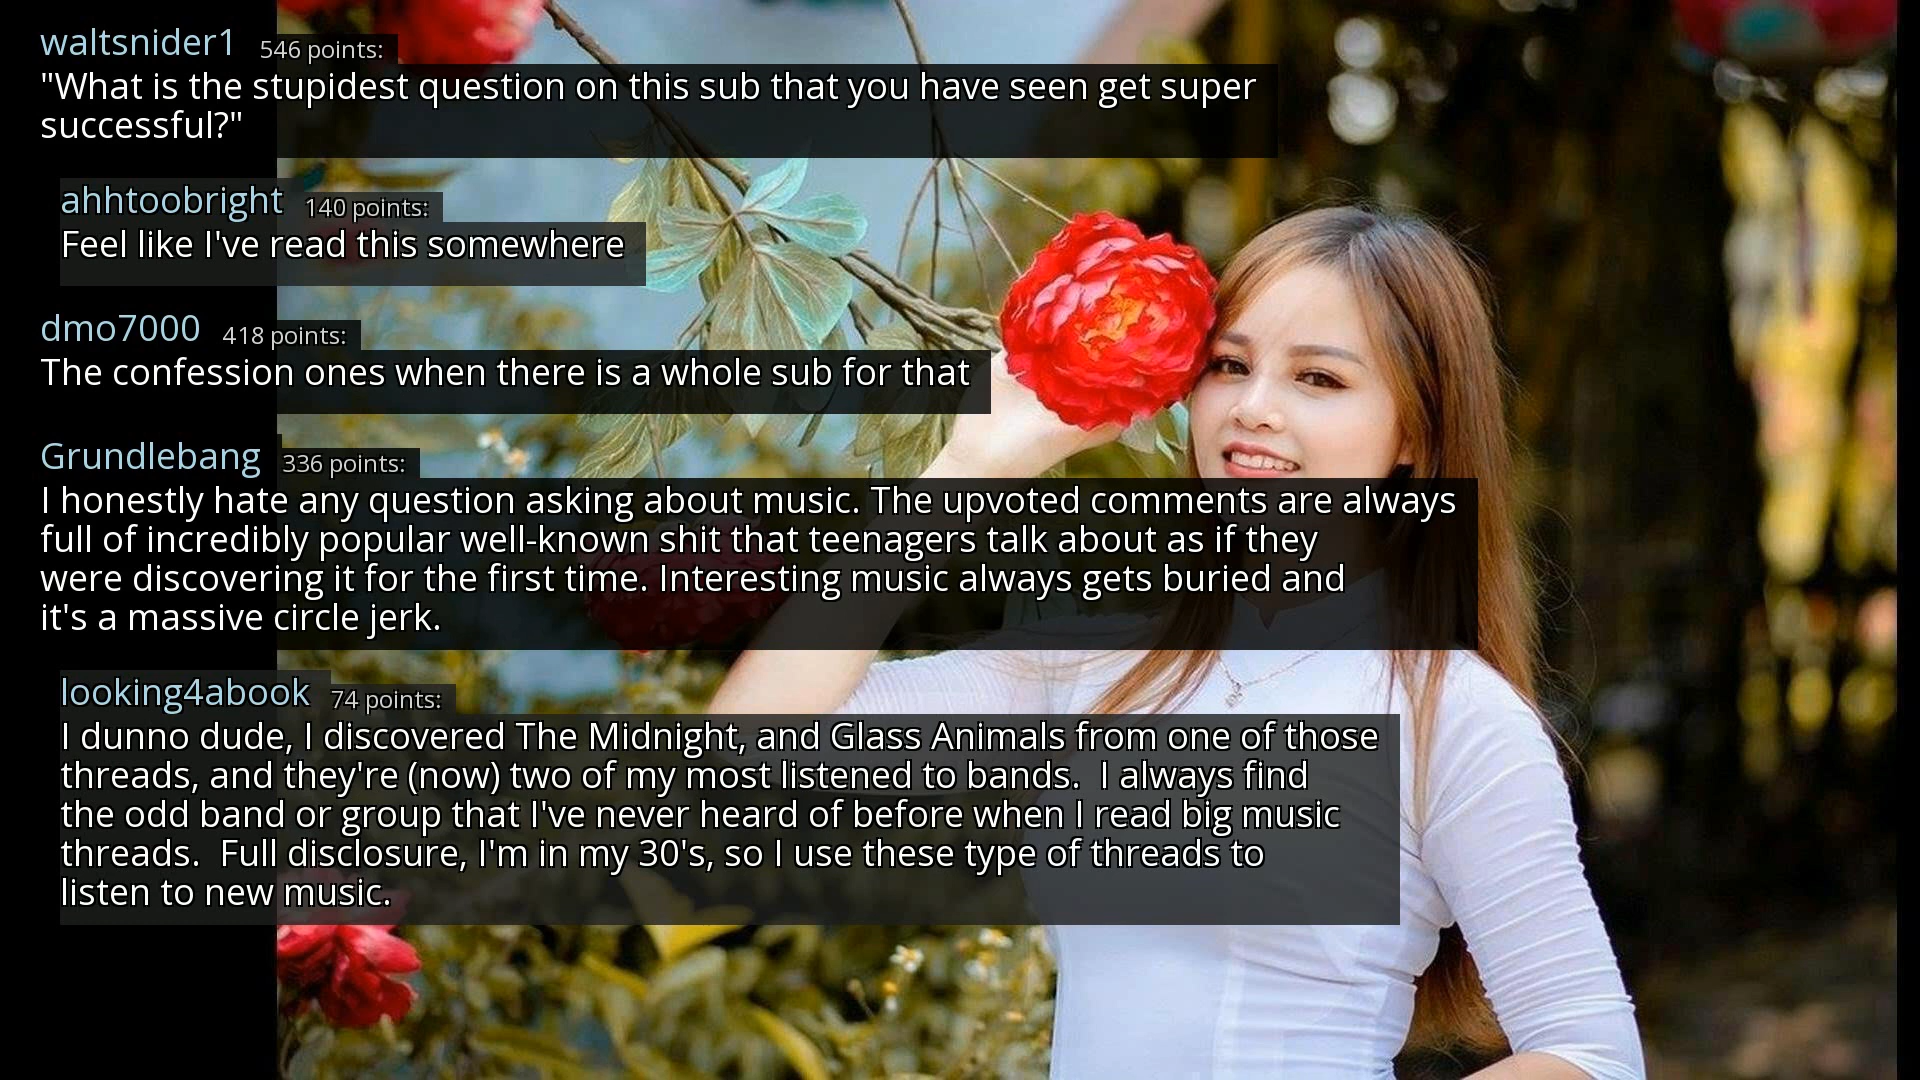 waltsnider1 546 points:
"What is the stupidest question on this sub that you have seen get super
successful?"
ahhtoobright 140 points:
Feel like I've read this somewhere
dmo7000 418 points:
The confession ones when there is a whole sub for that
Grundlebang 336 points:
I honestly hate any question asking about music. The upvoted comments are always
full of incredibly popular well-known shit that teenagers talk about as if they
were discovering it for the first time. Interesting music always gets buried and
it's a massive circle jerk.
looking4abook 74 points:
I dunno dude, I discovered The Midnight, and Glass Animals from one of those
threads, and they're (now) two of my most listened to bands.  I always find
the odd band or group that I've never heard of before when I read big music
threads.  Full disclosure, I'm in my 30's, so I use these type of threads to
listen to new music.